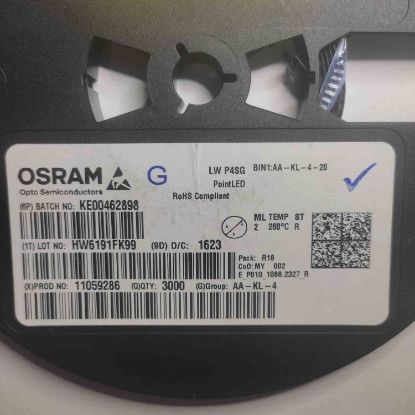 OSRAM G LW P4SG BIN1:AA-KL-4-20
Opto Semiconductors PointLED
RoHS Compliant
(6P) BATCH NO: KE00462898
ML TEMP ST
2 260°C R
(1T) LOT NO: HW6191FK99 (9D) D/C: 1623
Pack: R18
CoO:MY 002
E P010 1066.2327_R
(X)PROD NO: 11059286 (Q)QTY: 3000 (G)Group: AA-KL-4